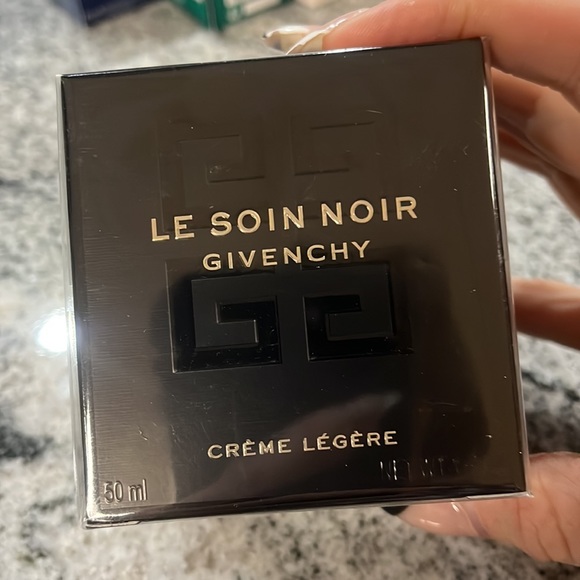 LE SOIN NOIR
GIVENCHY
CRÈME LÉGÈRE
50 ml